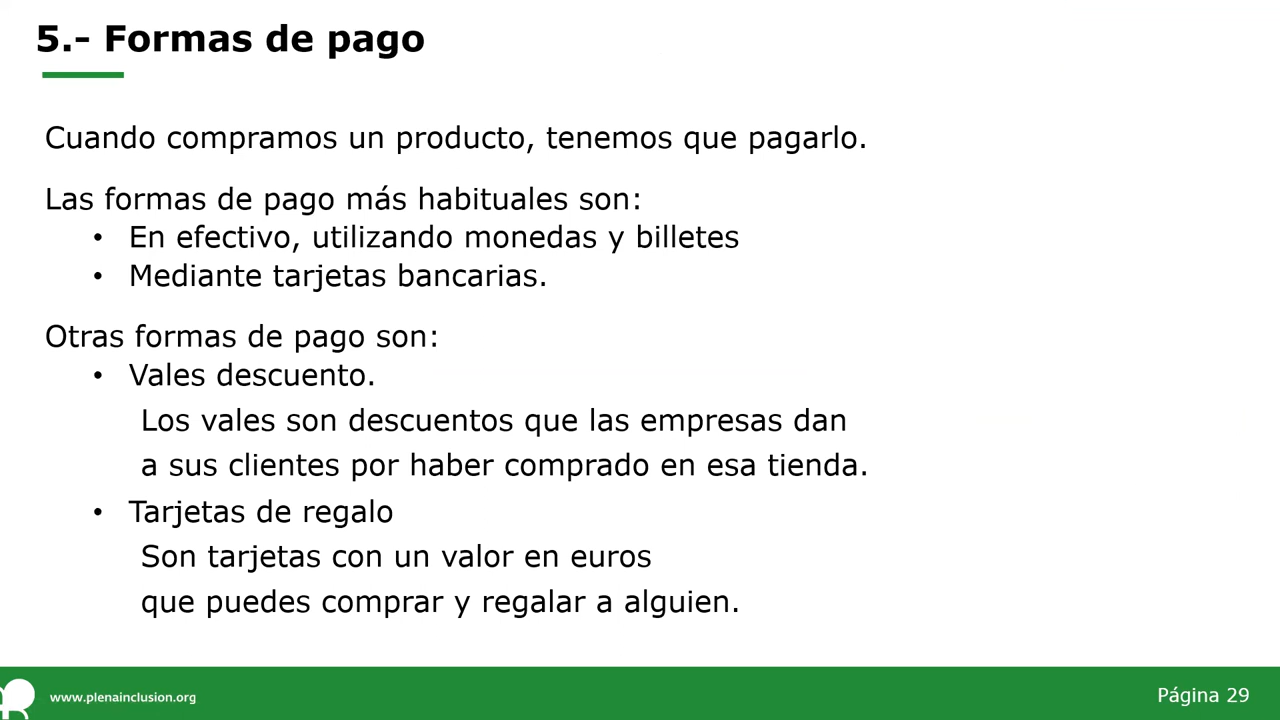 5.- Formas de pago
Cuando compramos un producto, tenemos que pagarlo.
Las formas de pago más habituales son:
• En efectivo, utilizando monedas y billetes
• Mediante tarjetas bancarias.
Otras formas de pago son:
• Vales descuento.
Los vales son descuentos que las empresas dan
a sus clientes por haber comprado en esa tienda.
• Tarjetas de regalo
Son tarjetas con un valor en euros
que puedes comprar y regalar a alguien.
www.plenainclusion.org
Página 29